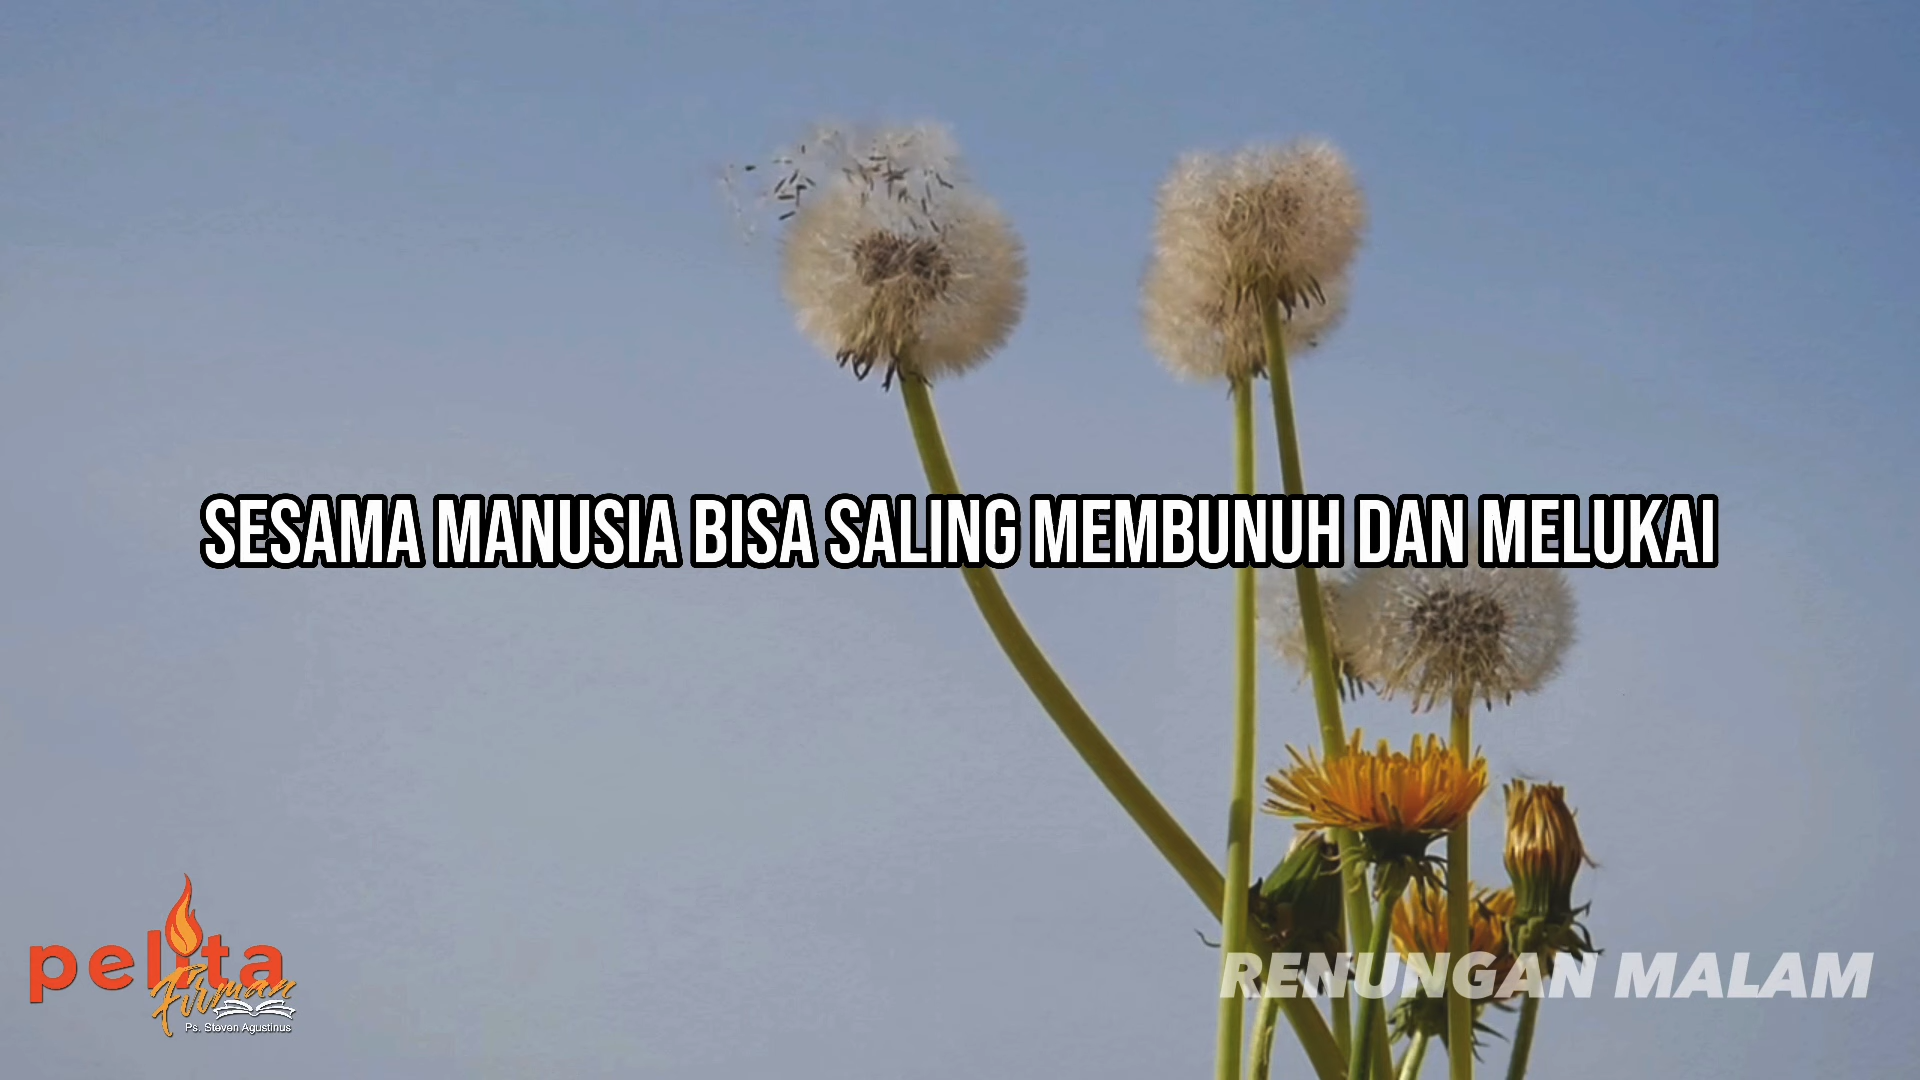 SESAMA MANUSIA BISA SALING MEMBUNUH DAN MELUKAI
pelita
Firman
Ps. Steven Agustinus
RENUNGAN MALAM